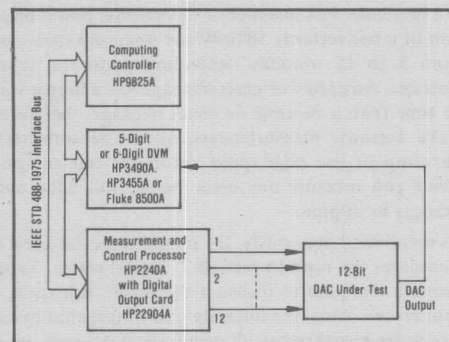 IEEE STD 488-1975 Interface Bus
Computing
Controller
HP9825A
5-Digit
or 6-Digit DVM
HP3490A,
HP3455A or
Fluke 8500A
Measurement and
Control Processor
HP2240A
with Digital
Output Card
HP22904A
1
2
12
12-Bit
DAC Under Test
DAC
Output